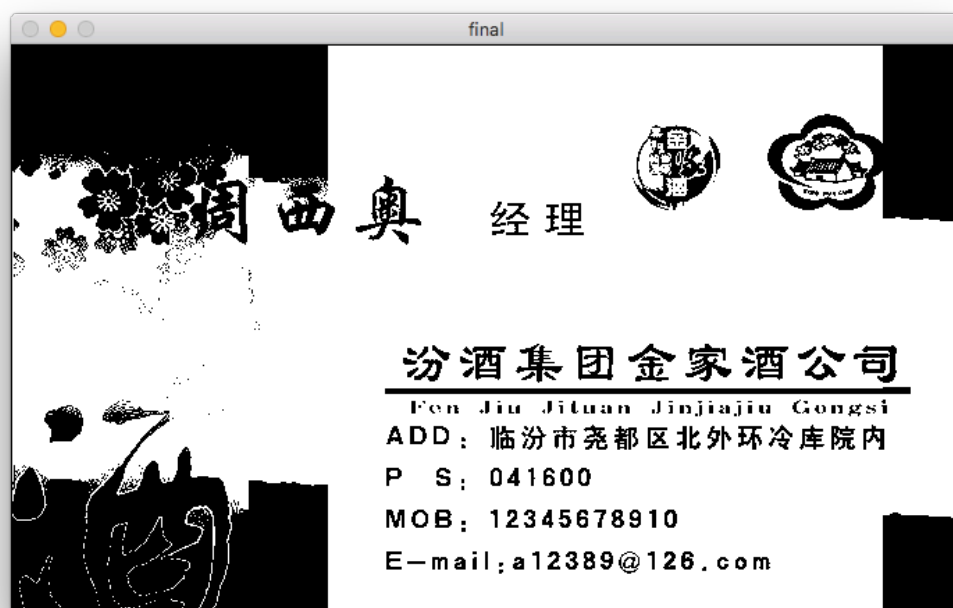 final
周西奥 经理
汾酒集团金家酒公司
Fen Jiu Jituan Jinjiajiu Gongsi
ADD：临汾市尧都区北外环冷库院内
P S：041600
MOB：12345678910
E-mail:a12389@126.com